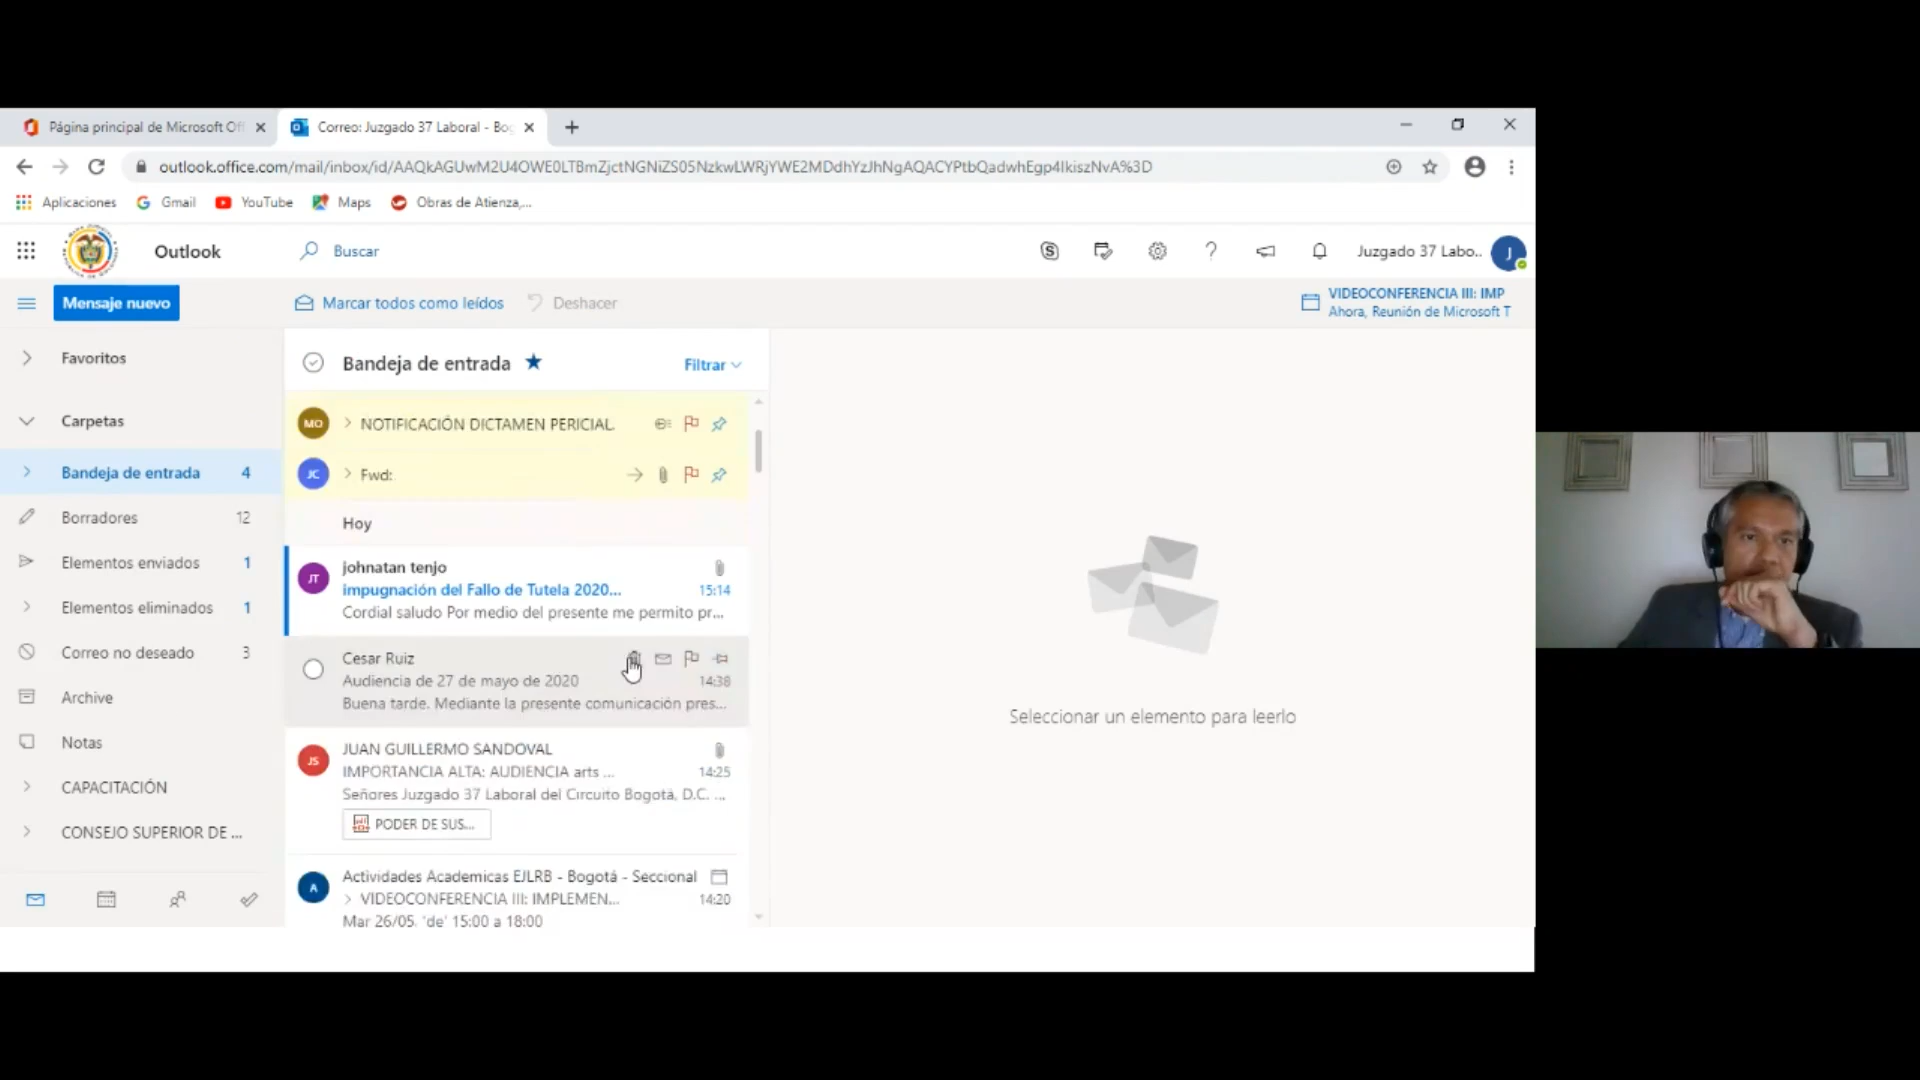 Página principal de Microsoft Off
Correo: Juzgado 37 Laboral - Bog
outlook.office.com/mail/inbox/id/AAQkAGUwM2U4OWE0LTBmZjctNGNiZS05NzkwLWRjYWE2MDdhYzJhNgAQACYPtbQadwhEgp4IkiszNvA%3D
Aplicaciones
Gmail
YouTube
Maps
Obras de Atienza,...
Outlook
Buscar
Juzgado 37 Labo..
J
Mensaje nuevo
Marcar todos como leídos
Deshacer
VIDEOCONFERENCIA III: IMP
Ahora, Reunión de Microsoft T
Favoritos
Carpetas
Bandeja de entrada 4
Borradores 12
Elementos enviados 1
Elementos eliminados 1
Correo no deseado 3
Archive
Notas
CAPACITACIÓN
CONSEJO SUPERIOR DE ...
Bandeja de entrada
Filtrar
MO
NOTIFICACIÓN DICTAMEN PERICIAL.
JC
Fwd:
Hoy
JT
johnatan tenjo
impugnación del Fallo de Tutela 2020... 15:14
Cordial saludo Por medio del presente me permito pr...
Cesar Ruiz
Audiencia de 27 de mayo de 2020 14:38
Buena tarde. Mediante la presente comunicación pres...
JS
JUAN GUILLERMO SANDOVAL
IMPORTANCIA ALTA: AUDIENCIA arts ... 14:25
Señores Juzgado 37 Laboral del Circuito Bogotá, D.C. ...
PODER DE SUS...
A
Actividades Academicas EJLRB - Bogotá - Seccional
VIDEOCONFERENCIA III: IMPLEMEN... 14:20
Mar 26/05. 'de' 15:00 a 18:00
Seleccionar un elemento para leerlo